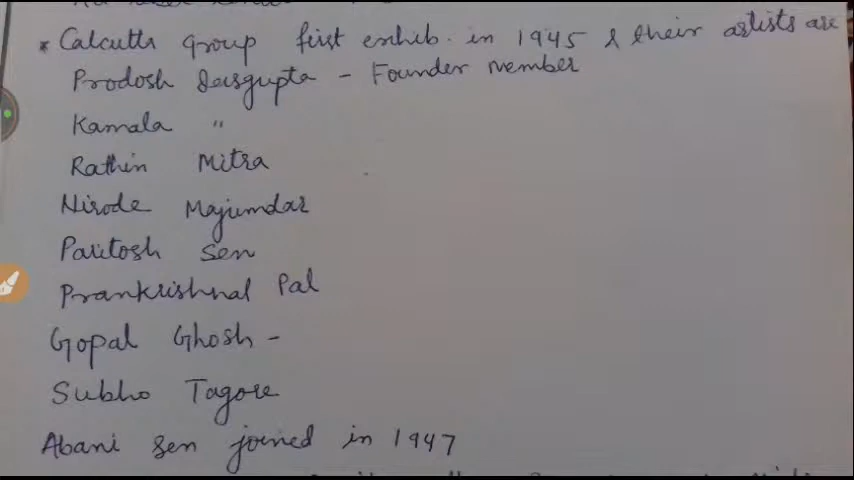 * Calcutta group first exhib. in 1945 & their artists are
Prodosh Dasgupta - Founder member
Kamala "
Rathin Mitra
Nirode Majumdar
Paritosh Sen
Prankrishnal Pal
Gopal Ghosh -
Subho Tagore
Abani Sen joined in 1947